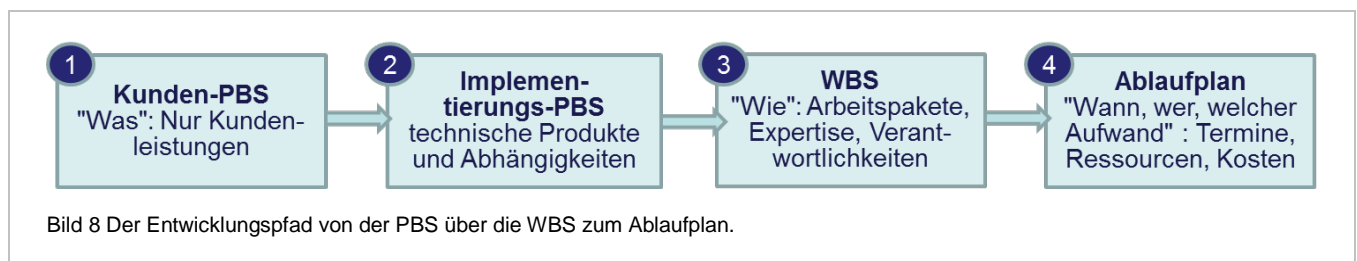 1
Kunden-PBS
"Was": Nur Kunden-
leistungen
2
Implemen-
tierungs-PBS
technische Produkte
und Abhängigkeiten
3
WBS
"Wie": Arbeitspakete,
Expertise, Verant-
wortlichkeiten
4
Ablaufplan
"Wann, wer, welcher
Aufwand" : Termine,
Ressourcen, Kosten
Bild 8 Der Entwicklungspfad von der PBS über die WBS zum Ablaufplan.